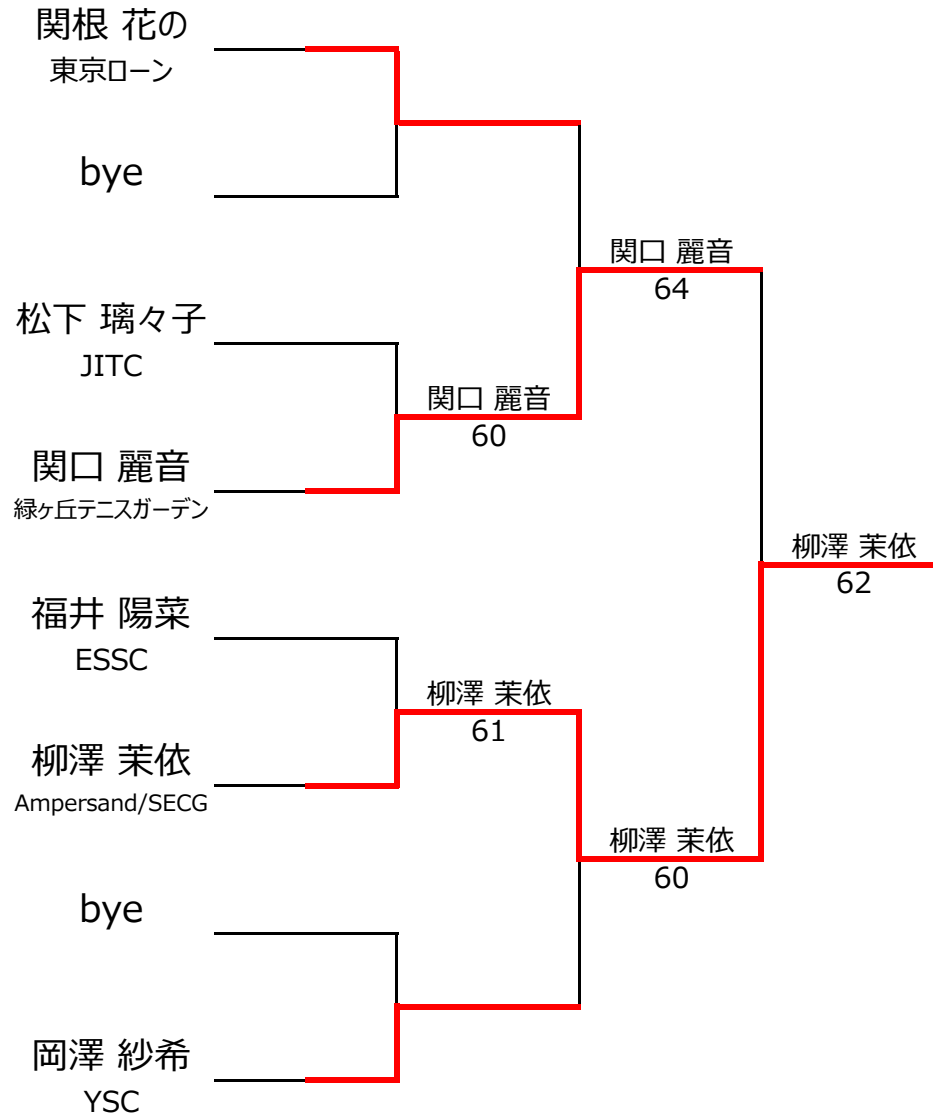 関根 花の
東京ローン
bye
関口 麗音
64
松下 璃々子
JITC
関口 麗音
60
関口 麗音
緑ヶ丘テニスガーデン
柳澤 茉依
62
福井 陽菜
ESSC
柳澤 茉依
61
柳澤 茉依
Ampersand/SECG
柳澤 茉依
60
bye
岡澤 紗希
YSC